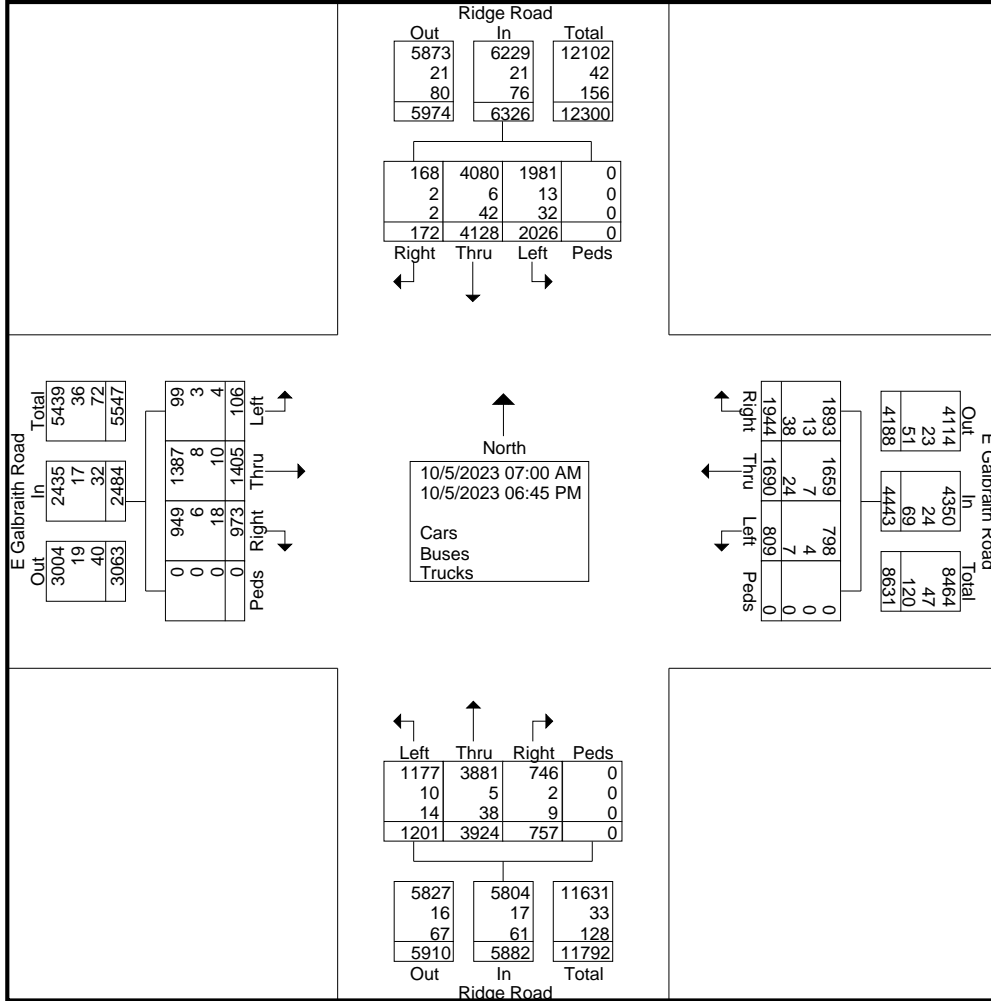 Ridge Road
Out In Total
5873 6229 12102
21 21 42
80 76 156
5974 6326 12300
168 4080 1981 0
2 6 13 0
2 42 32 0
172 4128 2026 0
Right Thru Left Peds
E Galbraith Road
Total In Out
5439 2435 3004
36 17 19
72 32 40
5547 2484 3063
99 1387 949 0
3 8 6 0
4 10 18 0
106 1405 973 0
Left Thru Right Peds
North
10/5/2023 07:00 AM
10/5/2023 06:45 PM
Cars
Buses
Trucks
Right Thru Left Peds
1893 1659 798 0
13 7 4 0
38 24 7 0
1944 1690 809 0
E Galbraith Road
Out In Total
4114 4350 8464
23 24 47
51 69 120
4188 4443 8631
Left Thru Right Peds
1177 3881 746 0
10 5 2 0
14 38 9 0
1201 3924 757 0
5827 5804 11631
16 17 33
67 61 128
5910 5882 11792
Out In Total
Ridge Road